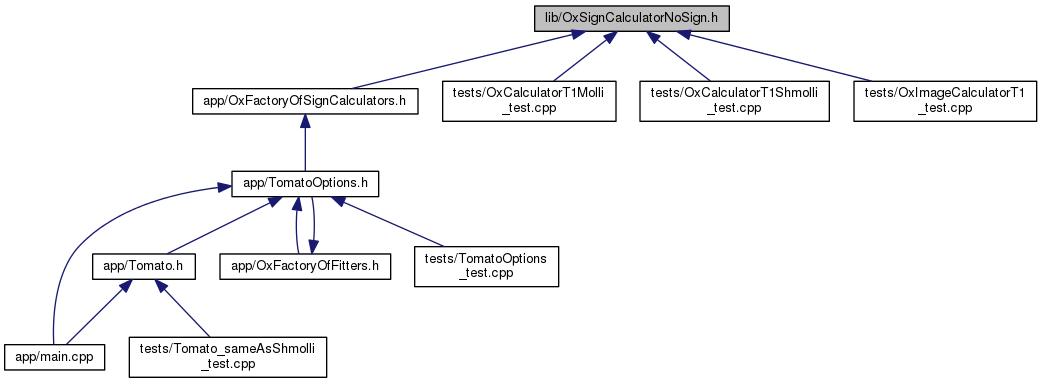 lib/OxSignCalculatorNoSign.h
app/OxFactoryOfSignCalculators.h
tests/OxCalculatorT1Molli
_test.cpp
tests/OxCalculatorT1Shmolli
_test.cpp
tests/OxImageCalculatorT1
_test.cpp
app/TomatoOptions.h
app/Tomato.h
app/OxFactoryOfFitters.h
tests/TomatoOptions
_test.cpp
app/main.cpp
tests/Tomato_sameAsShmolli
_test.cpp